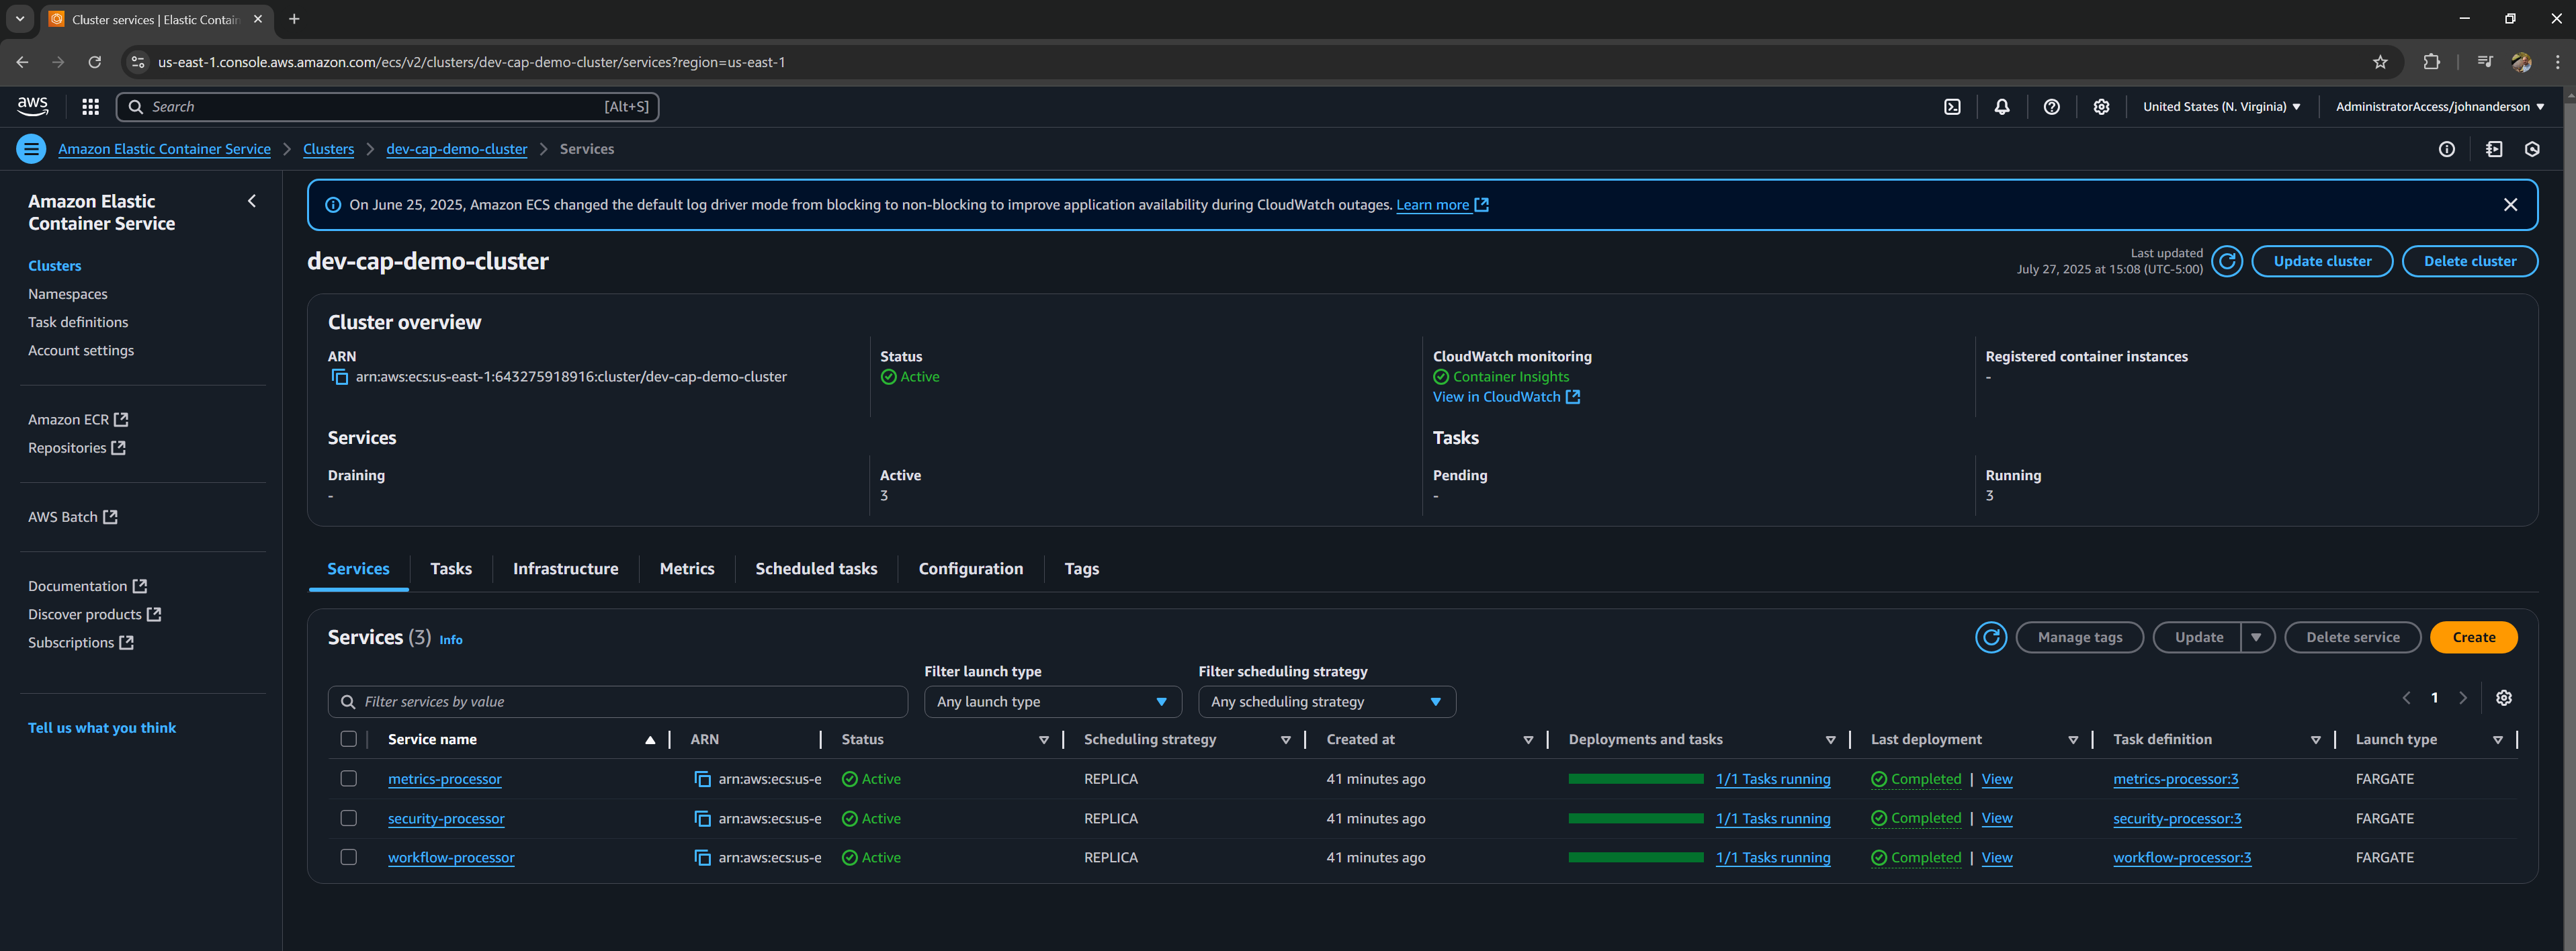 Cluster services | Elastic Contain
us-east-1.console.aws.amazon.com/ecs/v2/clusters/dev-cap-demo-cluster/services?region=us-east-1
aws
Search [Alt+S]
United States (N. Virginia)
AdministratorAccess/johnanderson
Amazon Elastic Container Service
Clusters
dev-cap-demo-cluster
Services
Amazon Elastic
Container Service
Clusters
Namespaces
Task definitions
Account settings
Amazon ECR
Repositories
AWS Batch
Documentation
Discover products
Subscriptions
Tell us what you think
On June 25, 2025, Amazon ECS changed the default log driver mode from blocking to non-blocking to improve application availability during CloudWatch outages. Learn more
dev-cap-demo-cluster
Last updated
July 27, 2025 at 15:08 (UTC-5:00)
Update cluster
Delete cluster
Cluster overview
ARN
arn:aws:ecs:us-east-1:643275918916:cluster/dev-cap-demo-cluster
Status
Active
CloudWatch monitoring
Container Insights
View in CloudWatch
Registered container instances
-
Services
Draining
-
Active
3
Tasks
Pending
-
Running
3
Services
Tasks
Infrastructure
Metrics
Scheduled tasks
Configuration
Tags
Services (3) Info
Manage tags
Update
Delete service
Create
Filter services by value
Filter launch type
Any launch type
Filter scheduling strategy
Any scheduling strategy
1
Service name ARN Status Scheduling strategy Created at Deployments and tasks Last deployment Task definition Launch type
metrics-processor arn:aws:ecs:us-e Active REPLICA 41 minutes ago 1/1 Tasks running Completed | View metrics-processor:3 FARGATE
security-processor arn:aws:ecs:us-e Active REPLICA 41 minutes ago 1/1 Tasks running Completed | View security-processor:3 FARGATE
workflow-processor arn:aws:ecs:us-e Active REPLICA 41 minutes ago 1/1 Tasks running Completed | View workflow-processor:3 FARGATE